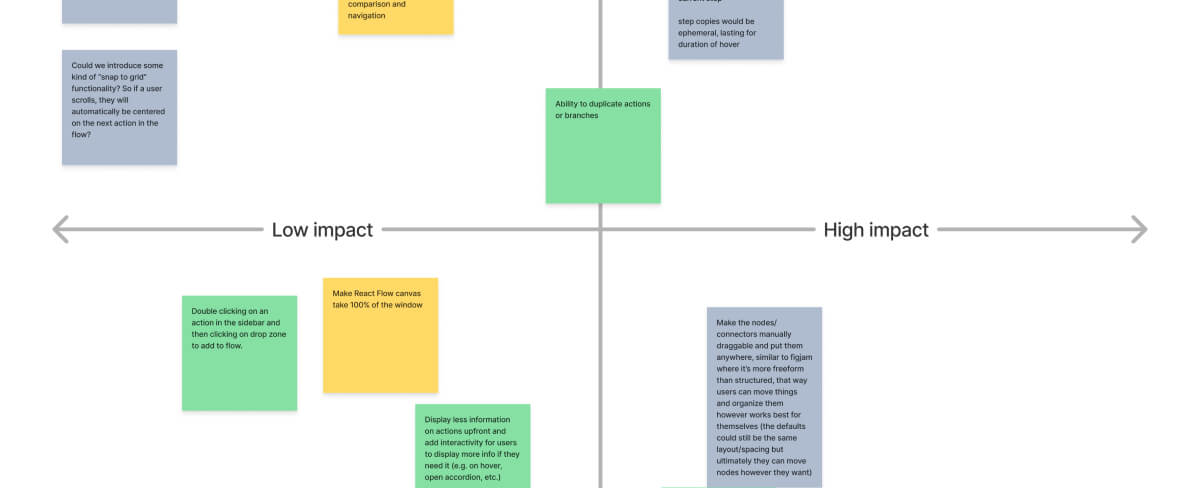 comparison and
navigation
current step
step copies would be
ephemeral, lasting for
duration of hover
Could we introduce some
kind of "snap to grid"
functionality? So if a user
scrolls, they will
automatically be centered
on the next action in the
flow?
Ability to duplicate actions
or branches
Low impact
High impact
Double clicking on an
action in the sidebar and
then clicking on drop zone
to add to flow.
Make React Flow canvas
take 100% of the window
Make the nodes/
connectors manually
draggable and put them
anywhere, similar to figjam
where it's more freeform
than structured, that way
users can move things
and organize them
however works best for
themselves (the defaults
could still be the same
layout/spacing but
ultimately they can move
nodes however they want)
Display less information
on actions upfront and
add interactivity for users
to display more info if they
need it (e.g. on hover,
open accordion, etc.)